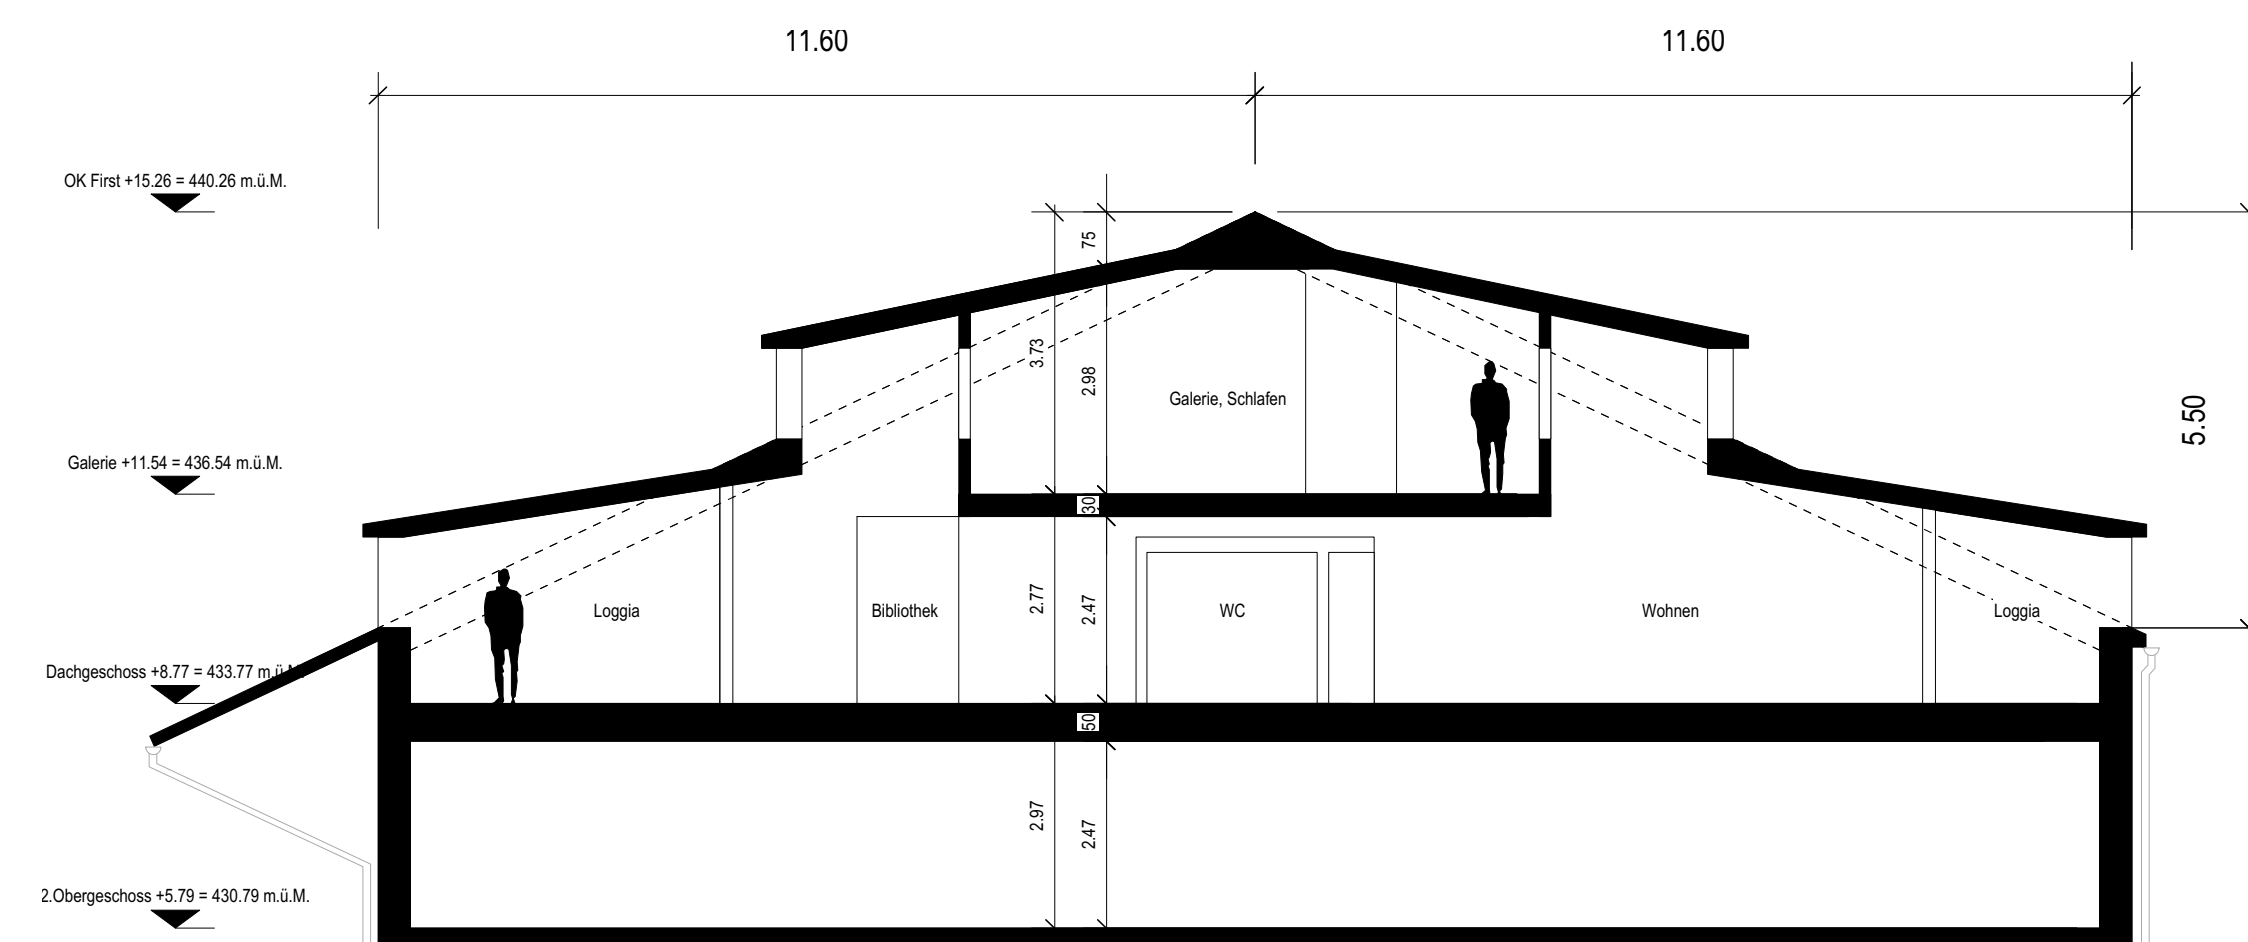 11.60 11.60
OK First +15.26 = 440.26 m.ü.M.
75
3.73
2.98
Galerie, Schlafen
5.50
Galerie +11.54 = 436.54 m.ü.M.
30
2.77
2.47
Loggia Bibliothek WC Wohnen Loggia
Dachgeschoss +8.77 = 433.77 m.ü.M.
50
2.97
2.47
2.Obergeschoss +5.79 = 430.79 m.ü.M.